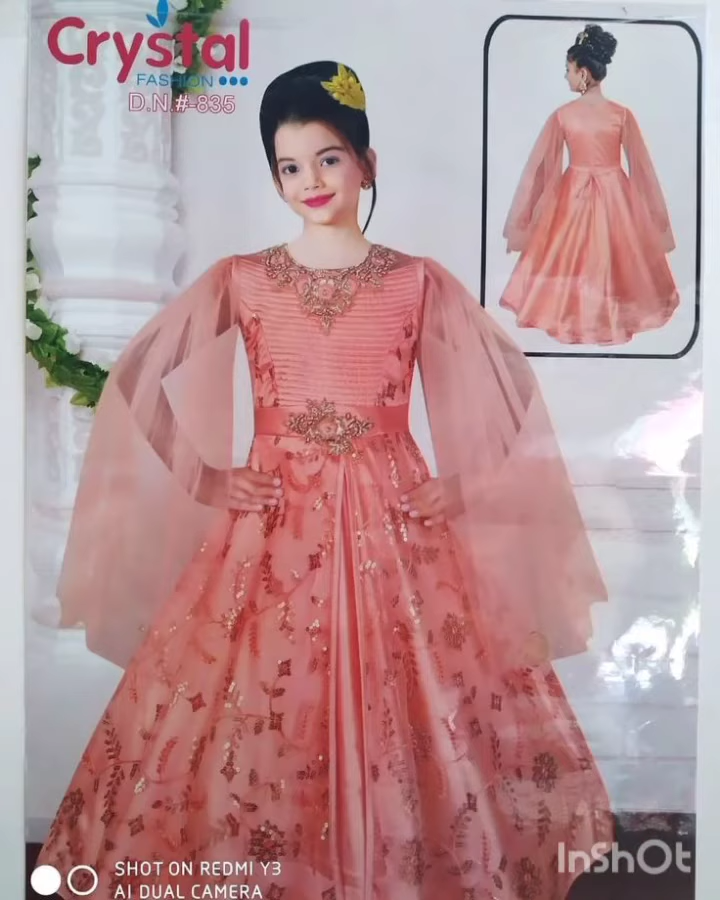 Crystal
FASHION
D.N.#-835
SHOT ON REDMI Y3
AI DUAL CAMERA
InShOt